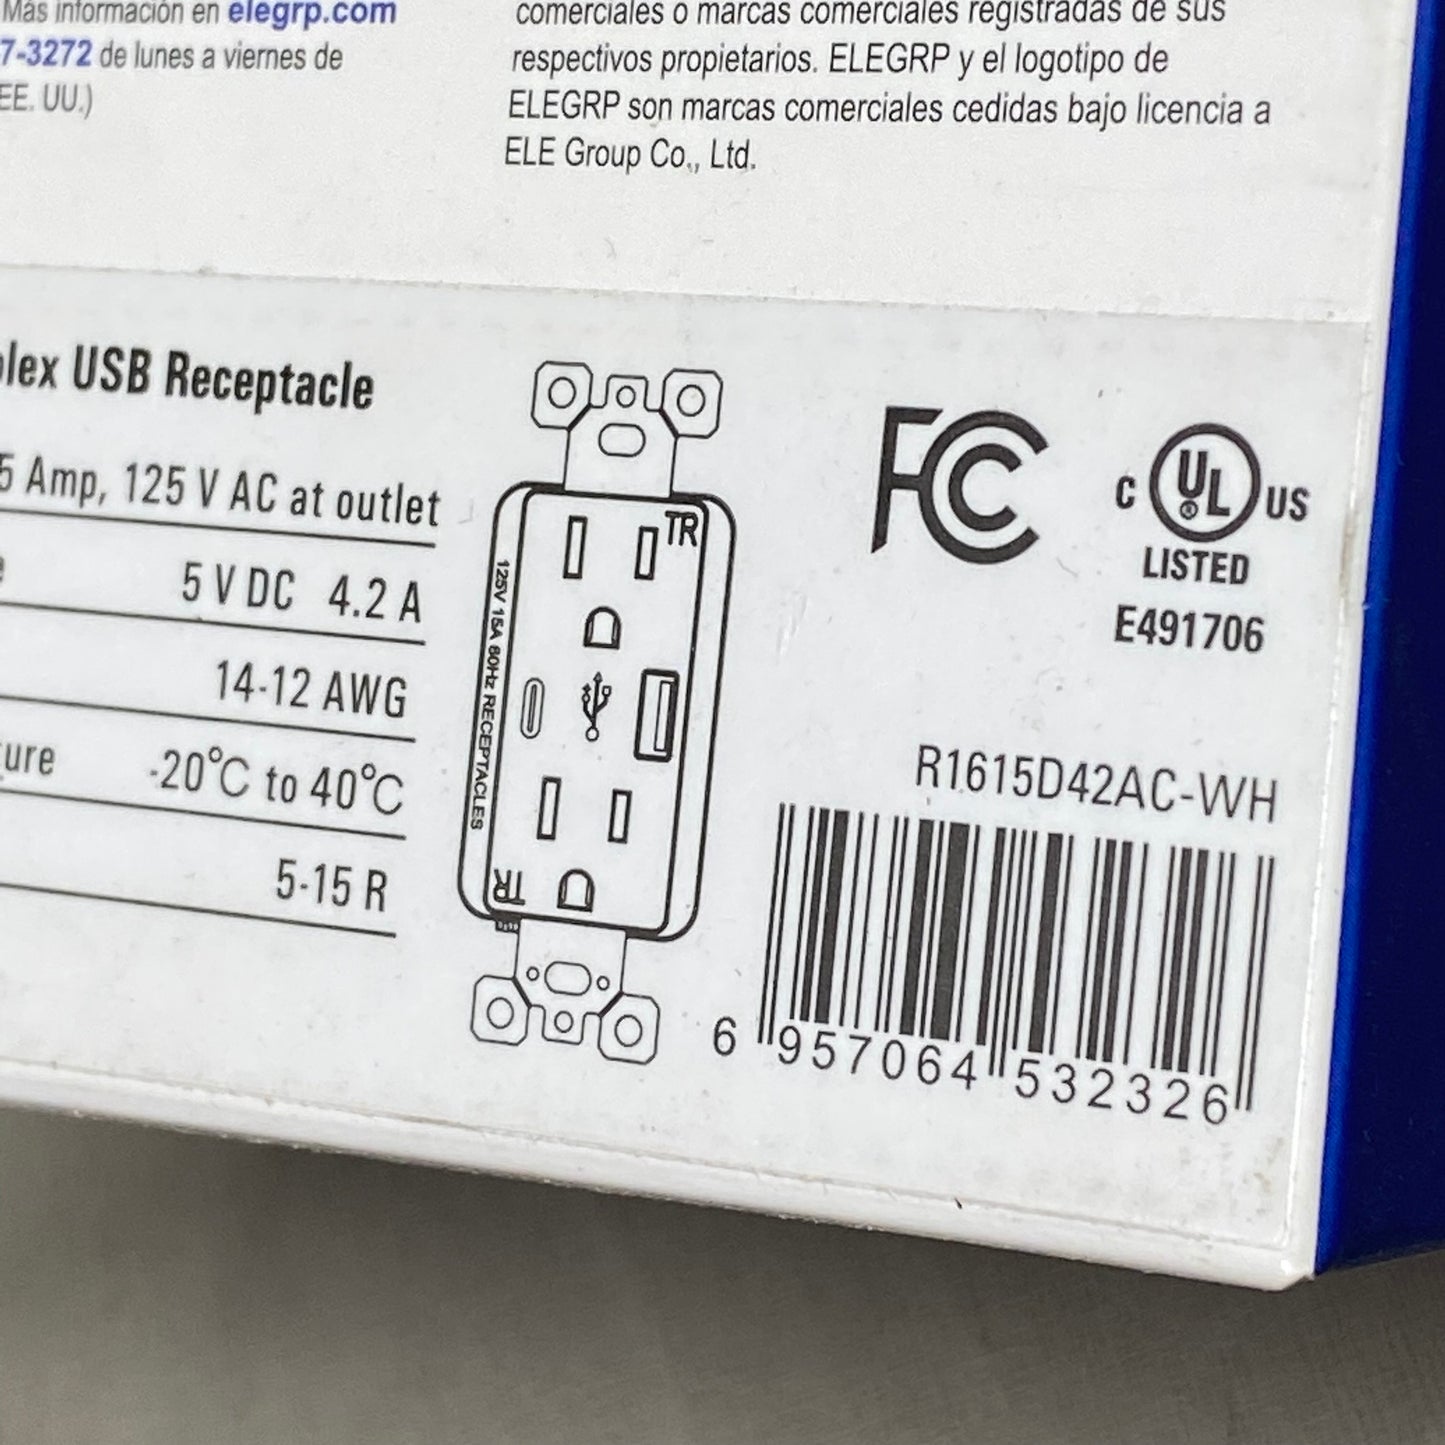 Más información en elegrp.com
7-3272 de lunes a viernes de
EE. UU.)
comerciales o marcas comerciales registradas de sus
respectivos propietarios. ELEGRP y el logotipo de
ELEGRP son marcas comerciales cedidas bajo licencia a
ELE Group Co., Ltd.
plex USB Receptacle
5 Amp, 125 V AC at outlet
5 V DC 4.2 A
14-12 AWG
ure -20°C to 40°C
5-15 R
TR
125V 15A 60Hz RECEPTACLES
TR
FC
C UL® US
LISTED
E491706
R1615D42AC-WH
6 957064 532326